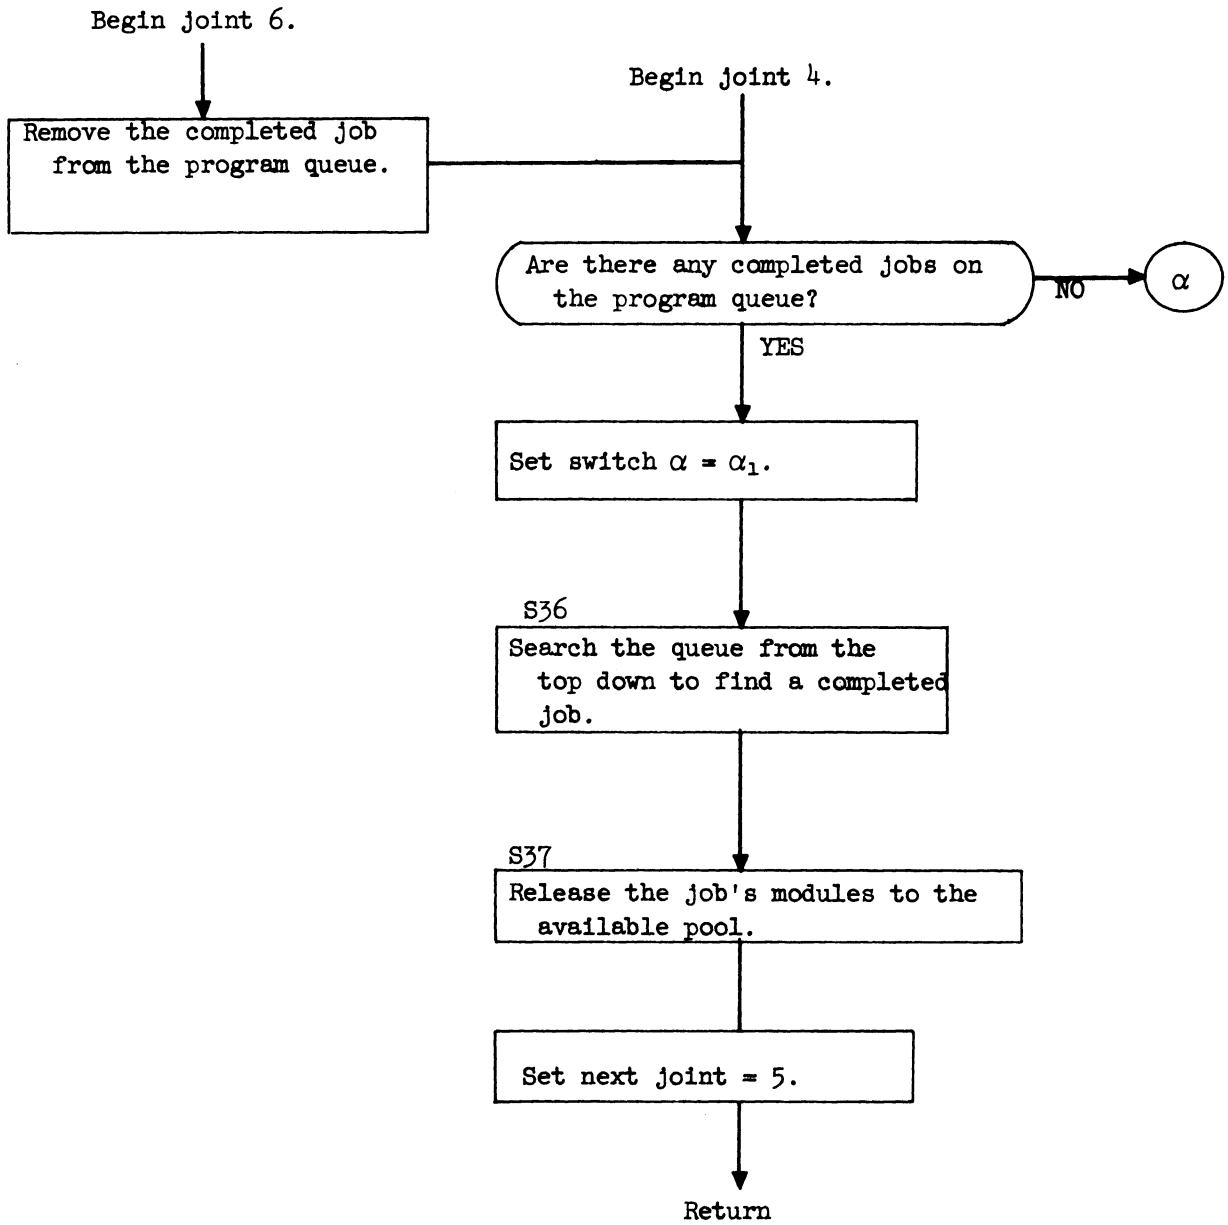 Begin joint 6.
Begin joint 4.
Remove the completed job
from the program queue.
Are there any completed jobs on
the program queue?
NO
α
YES
Set switch α = α₁.
S36
Search the queue from the
top down to find a completed
job.
S37
Release the job's modules to the
available pool.
Set next joint = 5.
Return